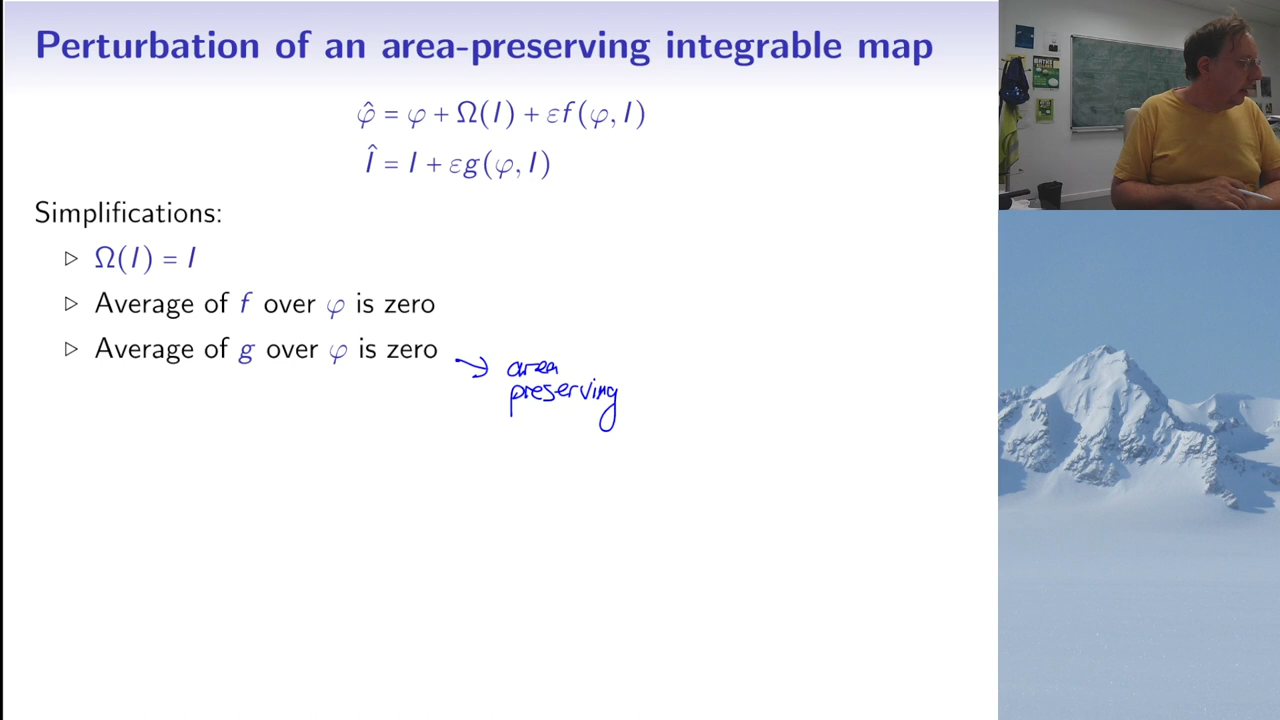 Perturbation of an area-preserving integrable map
φ̂ = φ + Ω(I) + εf(φ, I)
Î = I + εg(φ, I)
Simplifications:
▷ Ω(I) = I
▷ Average of f over φ is zero
▷ Average of g over φ is zero
→ area
preserving